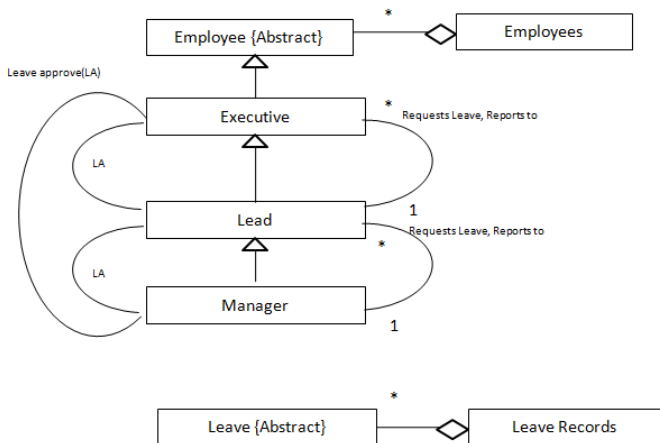 *
Employee {Abstract}
Employees
Leave approve(LA)
*
Executive
Requests Leave, Reports to
LA
1
Lead
Requests Leave, Reports to
*
LA
Manager
1
*
Leave {Abstract}
Leave Records